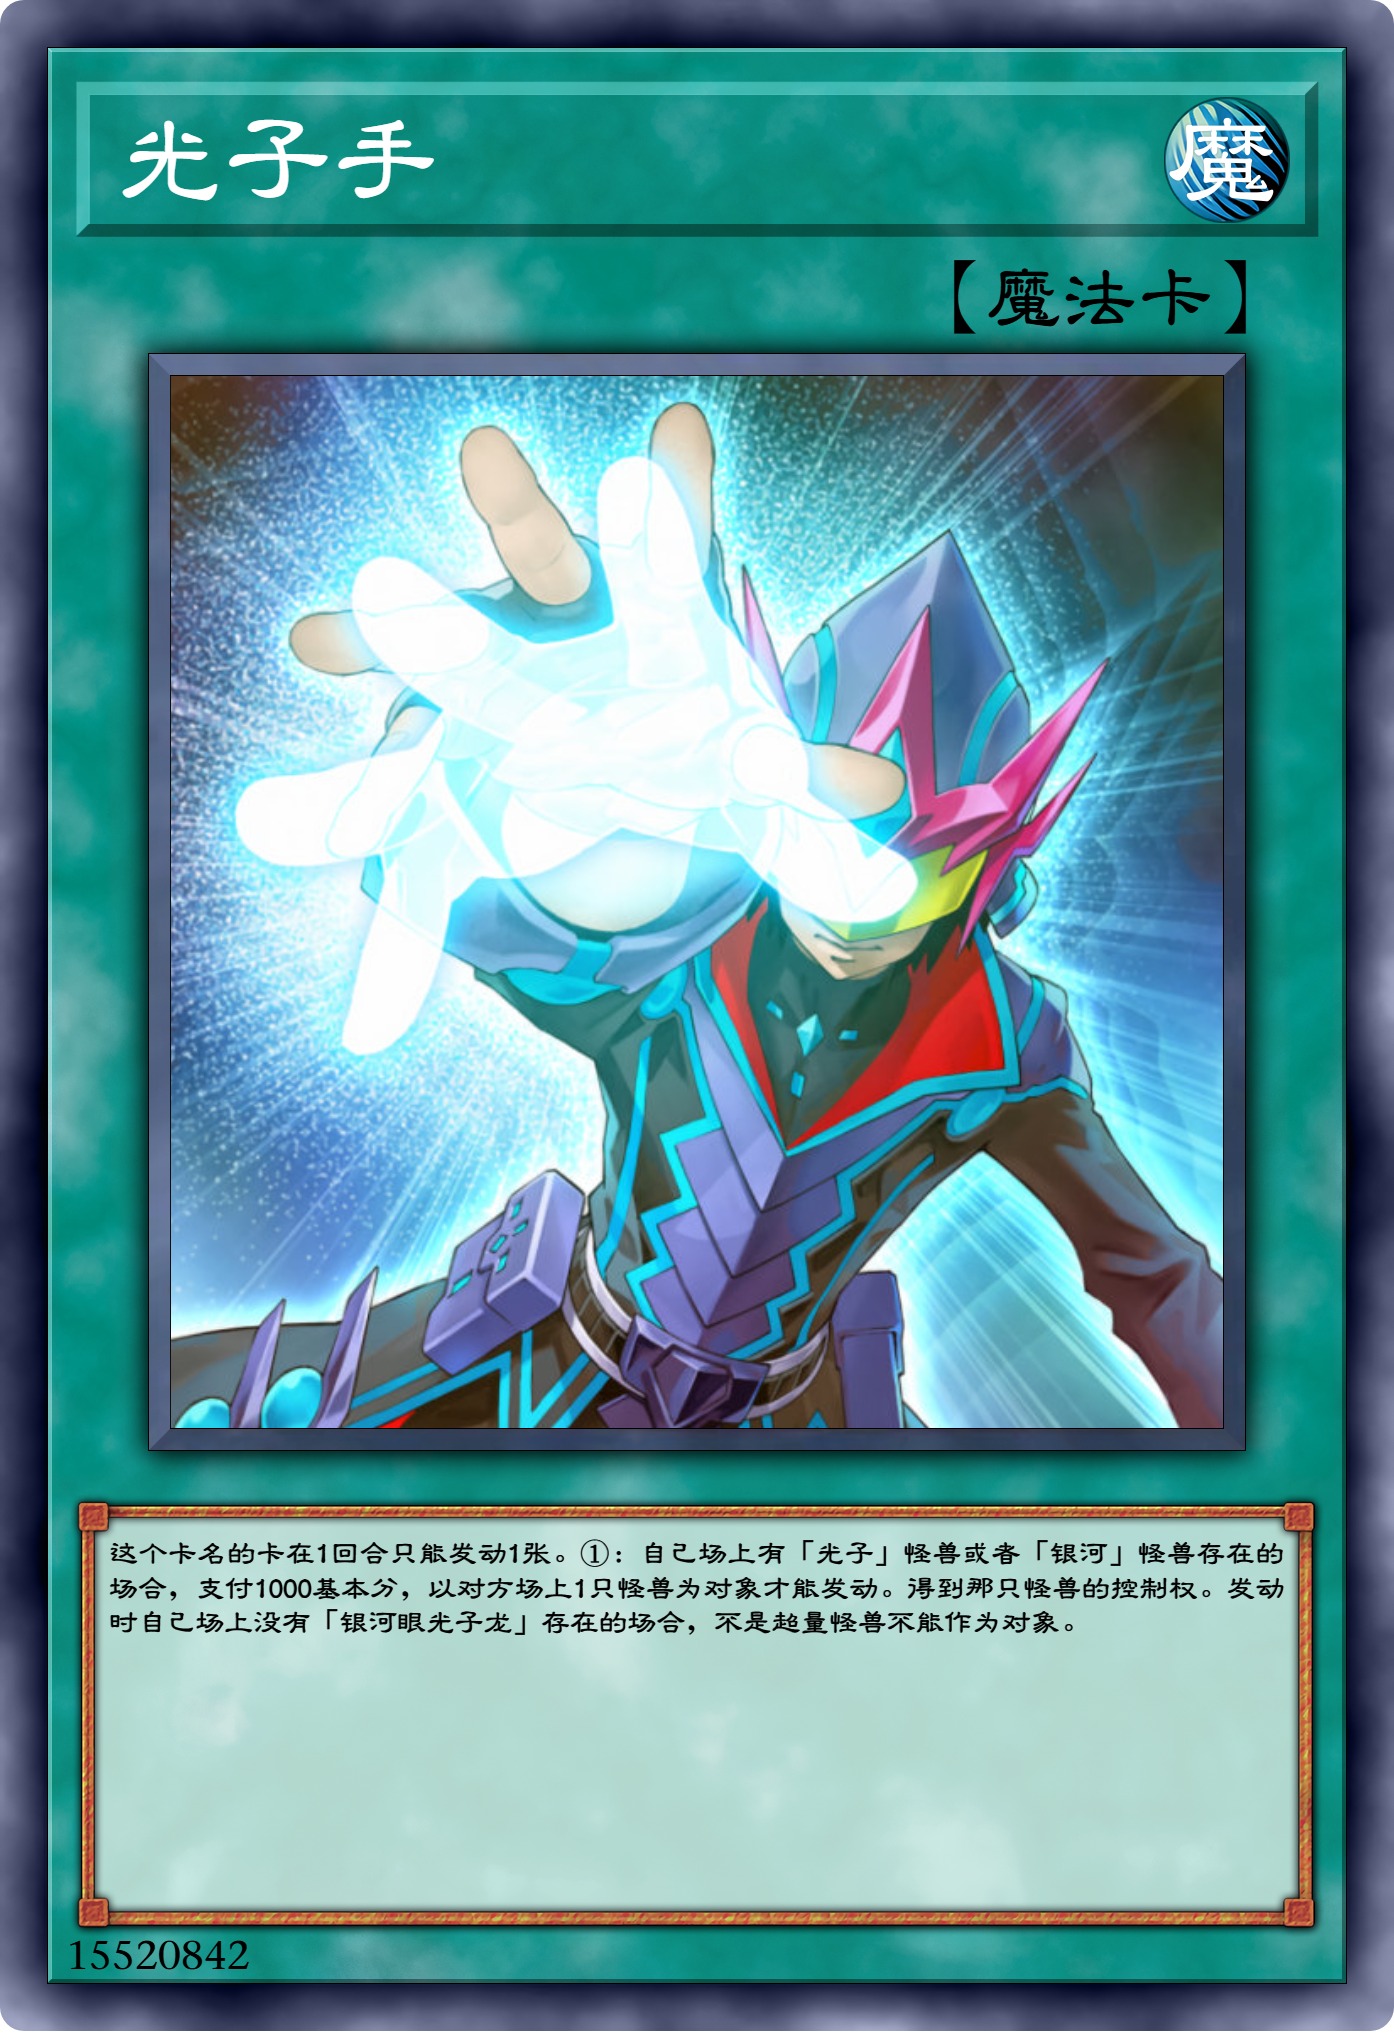 光子手
魔
【魔法卡】
这个卡名的卡在1回合只能发动1张。①：自己场上有「光子」怪兽或者「银河」怪兽存在的
场合，支付1000基本分，以对方场上1只怪兽为对象才能发动。得到那只怪兽的控制权。发动
时自己场上没有「银河眼光子龙」存在的场合，不是超量怪兽不能作为对象。
15520842